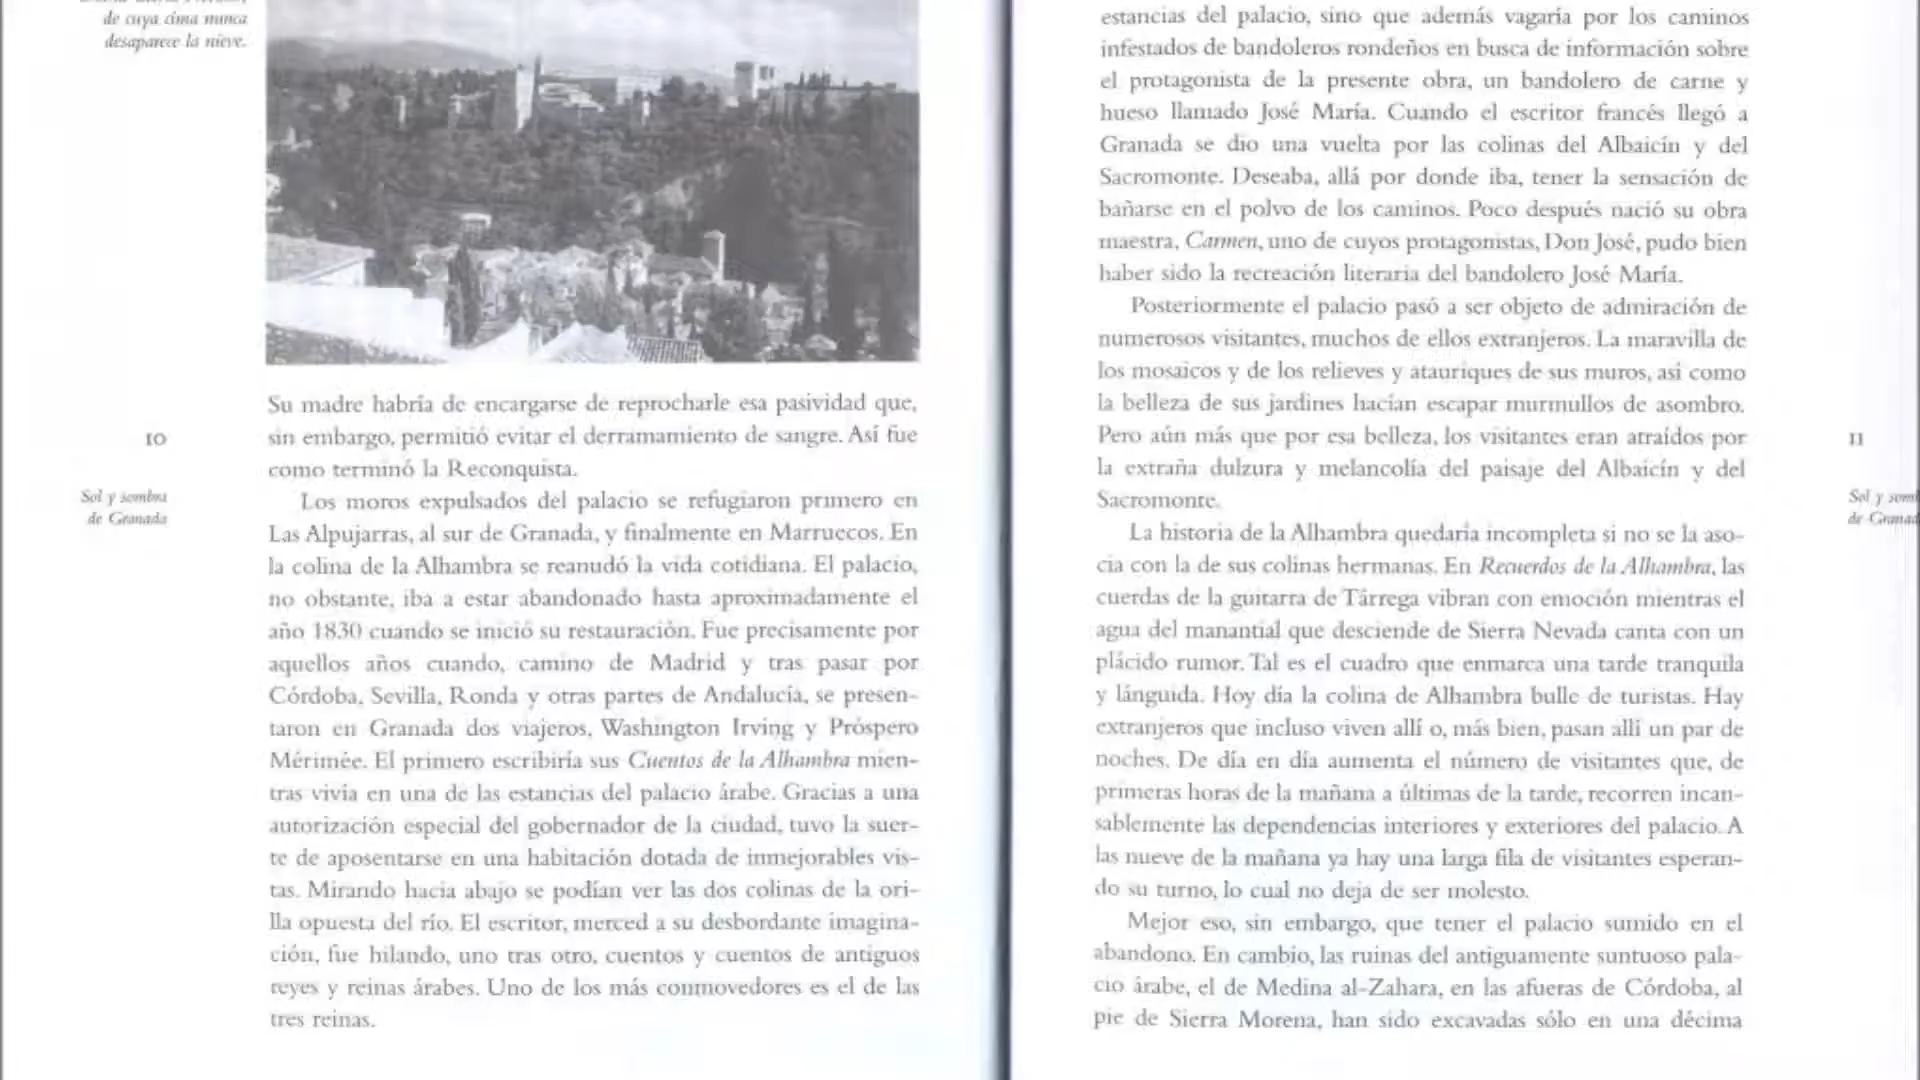 de cuya cima nunca
desaparece la nieve.
Su madre habría de encargarse de reprocharle esa pasividad que,
sin embargo, permitió evitar el derramamiento de sangre. Así fue
como terminó la Reconquista.
Los moros expulsados del palacio se refugiaron primero en
Las Alpujarras, al sur de Granada, y finalmente en Marruecos. En
la colina de la Alhambra se reanudó la vida cotidiana. El palacio,
no obstante, iba a estar abandonado hasta aproximadamente el
año 1830 cuando se inició su restauración. Fue precisamente por
aquellos años cuando, camino de Madrid y tras pasar por
Córdoba, Sevilla, Ronda y otras partes de Andalucía, se presen-
taron en Granada dos viajeros, Washington Irving y Próspero
Mérimée. El primero escribiría sus Cuentos de la Alhambra mien-
tras vivía en una de las estancias del palacio árabe. Gracias a una
autorización especial del gobernador de la ciudad, tuvo la suer-
te de aposentarse en una habitación dotada de inmejorables vis-
tas. Mirando hacia abajo se podían ver las dos colinas de la ori-
lla opuesta del río. El escritor, merced a su desbordante imagina-
ción, fue hilando, uno tras otro, cuentos y cuentos de antiguos
reyes y reinas árabes. Uno de los más conmovedores es el de las
tres reinas.
10
Sol y sombra
de Granada
estancias del palacio, sino que además vagaría por los caminos
infestados de bandoleros rondeños en busca de información sobre
el protagonista de la presente obra, un bandolero de carne y
hueso llamado José María. Cuando el escritor francés llegó a
Granada se dio una vuelta por las colinas del Albaicín y del
Sacromonte. Deseaba, allá por donde iba, tener la sensación de
bañarse en el polvo de los caminos. Poco después nació su obra
maestra, Carmen, uno de cuyos protagonistas, Don José, pudo bien
haber sido la recreación literaria del bandolero José María.
Posteriormente el palacio pasó a ser objeto de admiración de
numerosos visitantes, muchos de ellos extranjeros. La maravilla de
los mosaicos y de los relieves y atauriques de sus muros, así como
la belleza de sus jardines hacían escapar murmullos de asombro.
Pero aún más que por esa belleza, los visitantes eran atraídos por
la extraña dulzura y melancolía del paisaje del Albaicín y del
Sacromonte.
La historia de la Alhambra quedaría incompleta si no se la aso-
cia con la de sus colinas hermanas. En Recuerdos de la Alhambra, las
cuerdas de la guitarra de Tárrega vibran con emoción mientras el
agua del manantial que desciende de Sierra Nevada canta con un
plácido rumor. Tal es el cuadro que enmarca una tarde tranquila
y lánguida. Hoy día la colina de Alhambra bulle de turistas. Hay
extranjeros que incluso viven allí o, más bien, pasan allí un par de
noches. De día en día aumenta el número de visitantes que, de
primeras horas de la mañana a últimas de la tarde, recorren incan-
sablemente las dependencias interiores y exteriores del palacio. A
las nueve de la mañana ya hay una larga fila de visitantes esperan-
do su turno, lo cual no deja de ser molesto.
Mejor eso, sin embargo, que tener el palacio sumido en el
abandono. En cambio, las ruinas del antiguamente suntuoso pala-
cio árabe, el de Medina al-Zahara, en las afueras de Córdoba, al
pie de Sierra Morena, han sido excavadas sólo en una décima
11
Sol y som
de Granad